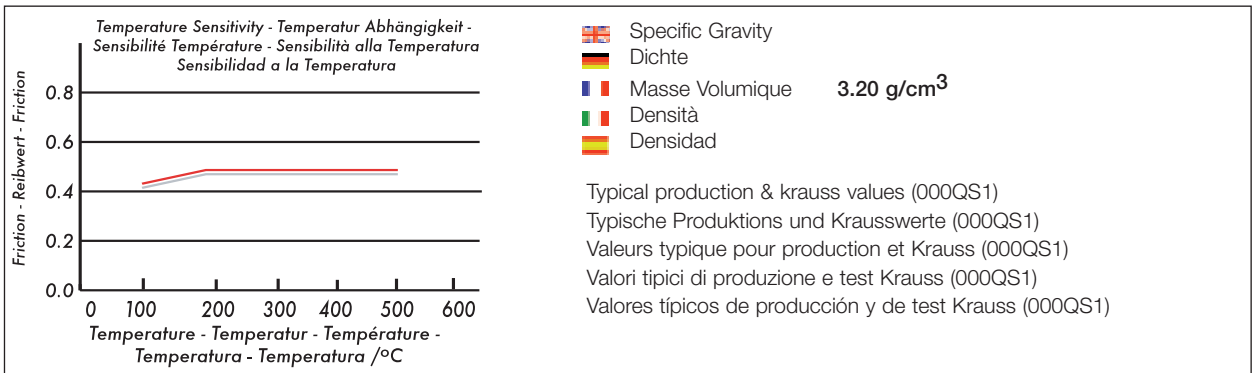 Temperature Sensitivity - Temperatur Abhängigkeit -
Sensibilité Température - Sensibilità alla Temperatura
Sensibilidad a la Temperatura
Friction - Reibwert - Friction
0.8
0.6
0.4
0.2
0.0
0 100 200 300 400 500 600
Temperature - Temperatur - Température -
Temperatura - Temperatura /ºC
Specific Gravity
Dichte
Masse Volumique 3.20 g/cm³
Densità
Densidad
Typical production & krauss values (000QS1)
Typische Produktions und Krausswerte (000QS1)
Valeurs typique pour production et Krauss (000QS1)
Valori tipici di produzione e test Krauss (000QS1)
Valores típicos de producción y de test Krauss (000QS1)